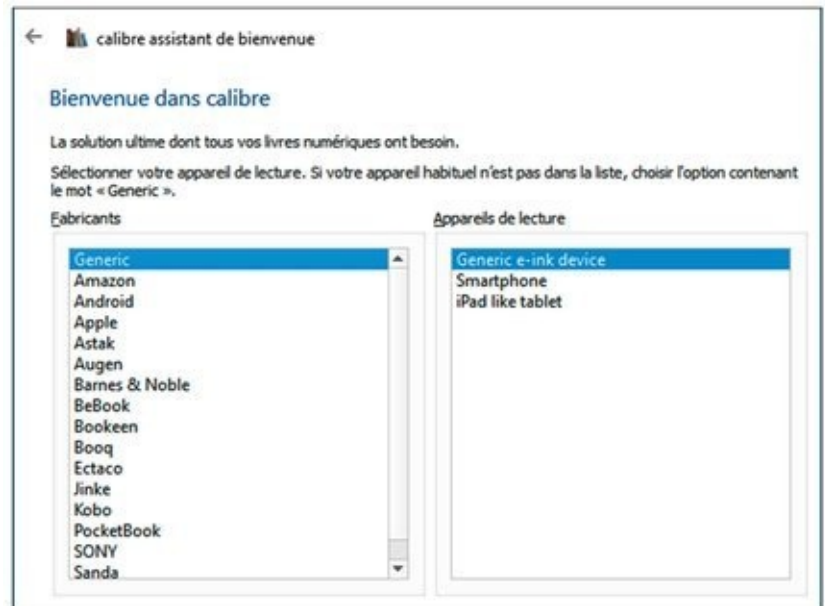 calibre assistant de bienvenue
Bienvenue dans calibre
La solution ultime dont tous vos livres numériques ont besoin.
Sélectionner votre appareil de lecture. Si votre appareil habituel n'est pas dans la liste, choisir l'option contenant
le mot « Generic ».
Fabricants
Appareils de lecture
Generic
Amazon
Android
Apple
Astak
Augen
Barnes & Noble
BeBook
Bookeen
Booq
Ectaco
Jinke
Kobo
PocketBook
SONY
Sanda
Generic e-ink device
Smartphone
iPad like tablet